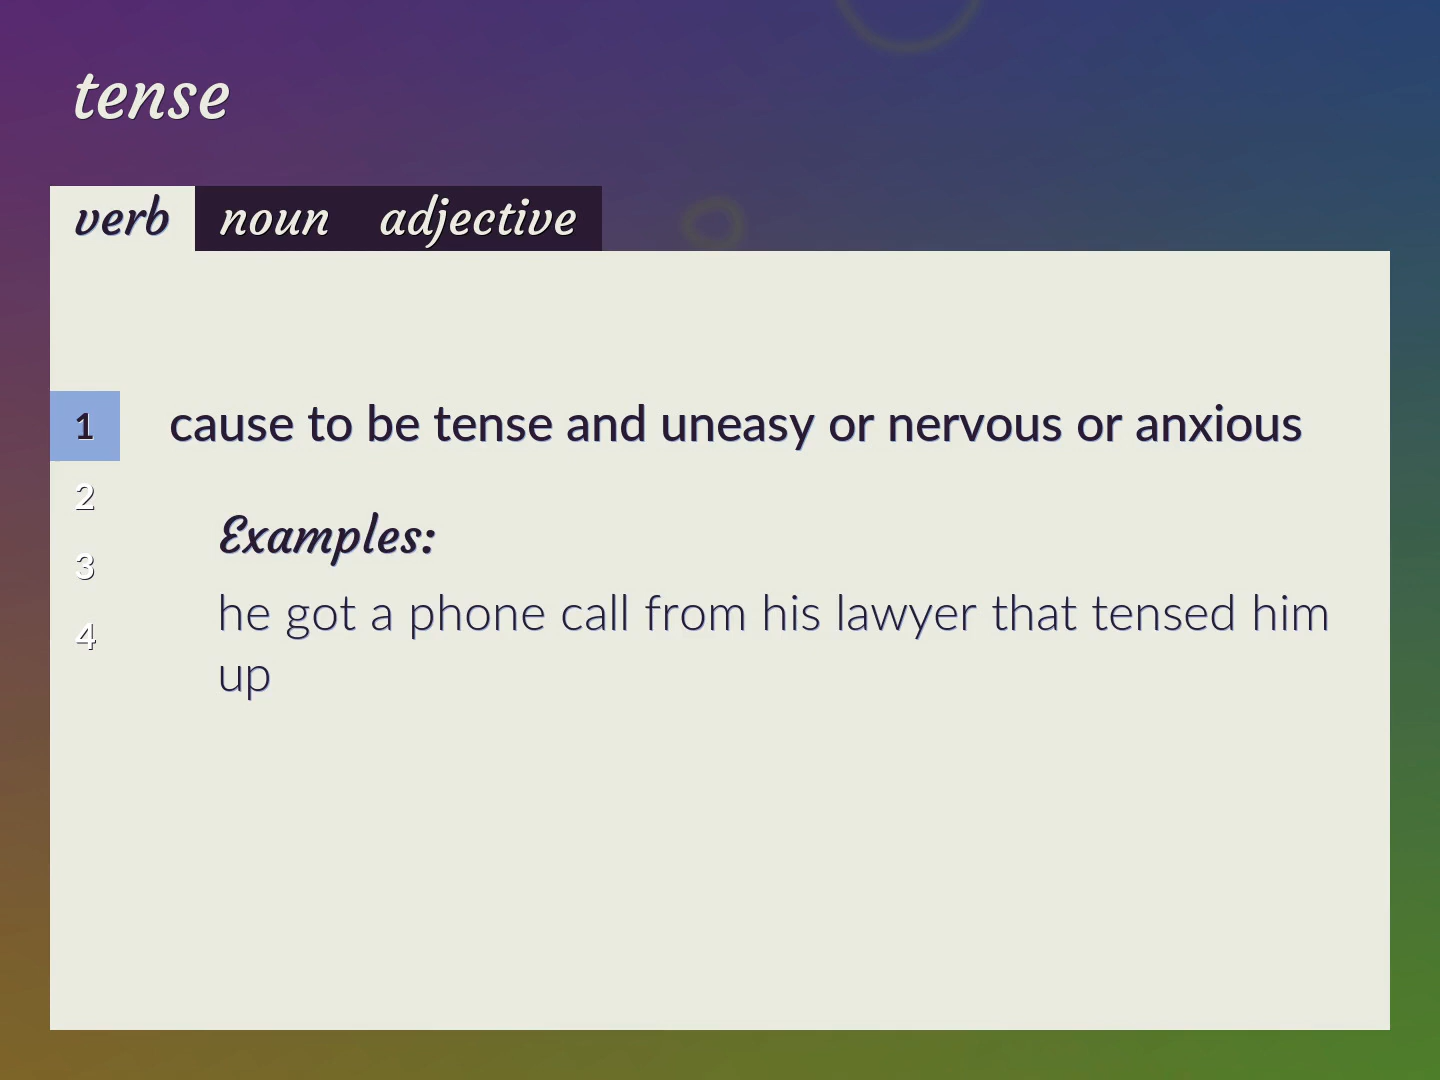 tense
verb noun adjective
1 cause to be tense and uneasy or nervous or anxious
2
Examples:
3
he got a phone call from his lawyer that tensed him
4
up